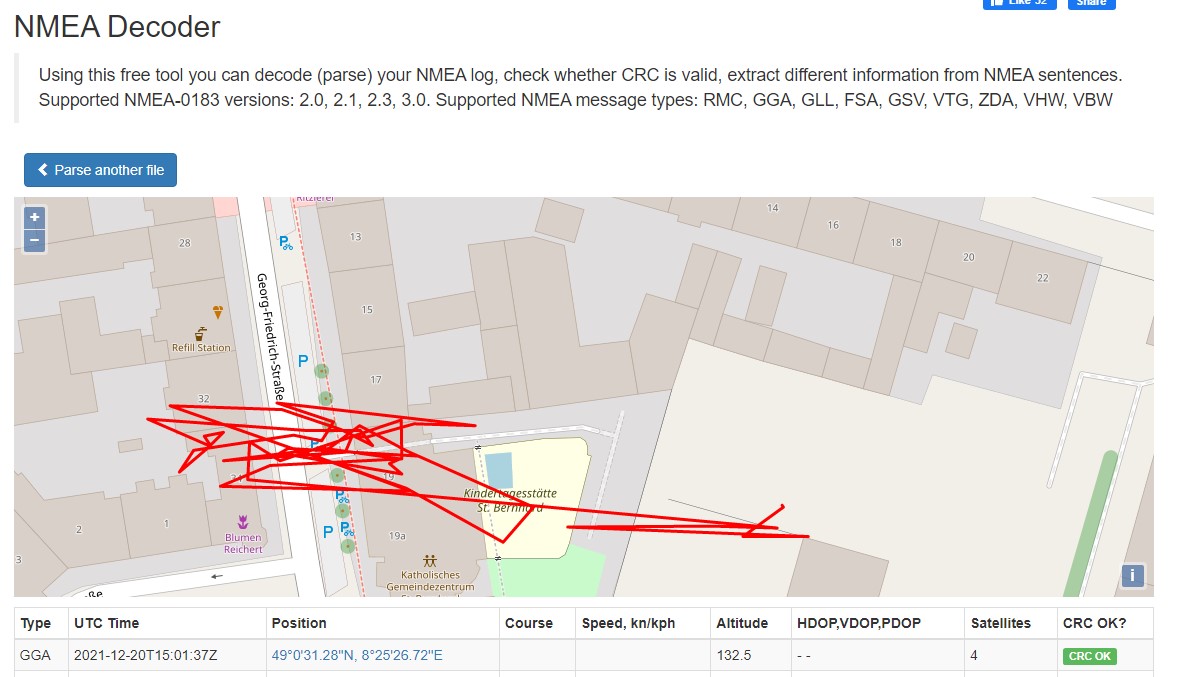 Like 32
Share
NMEA Decoder
Using this free tool you can decode (parse) your NMEA log, check whether CRC is valid, extract different information from NMEA sentences.
Supported NMEA-0183 versions: 2.0, 2.1, 2.3, 3.0. Supported NMEA message types: RMC, GGA, GLL, FSA, GSV, VTG, ZDA, VHW, VBW
Parse another file
+
−
Ritzlerei
28
13
14
16
18
20
22
P
Georg-Friedrich-Straße
15
Refill Station
P
17
32
P
34
19
Kindertagesstätte
St. Bernhard
P
2
1
P
P
19a
Blumen
Reichert
3
Katholisches
Gemeindezentrum
ße
i
Type UTC Time Position Course Speed, kn/kph Altitude HDOP,VDOP,PDOP Satellites CRC OK?
GGA 2021-12-20T15:01:37Z 49°0'31.28"N, 8°25'26.72"E 132.5 - - 4 CRC OK